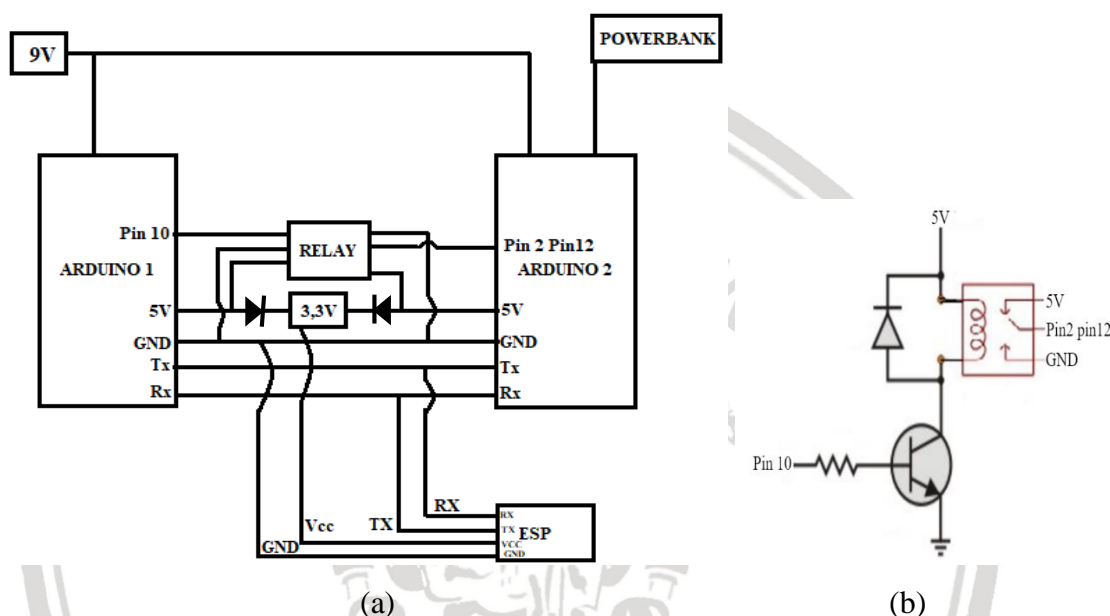 9V
POWERBANK
Pin 10
RELAY
Pin 2 Pin12
ARDUINO 1
ARDUINO 2
5V
3,3V
5V
GND
GND
Tx
Tx
Rx
Rx
RX
RX
TX
TX
ESP
Vcc
VCC
GND
GND
(a)
5V
5V
Pin2 pin12
GND
Pin 10
(b)